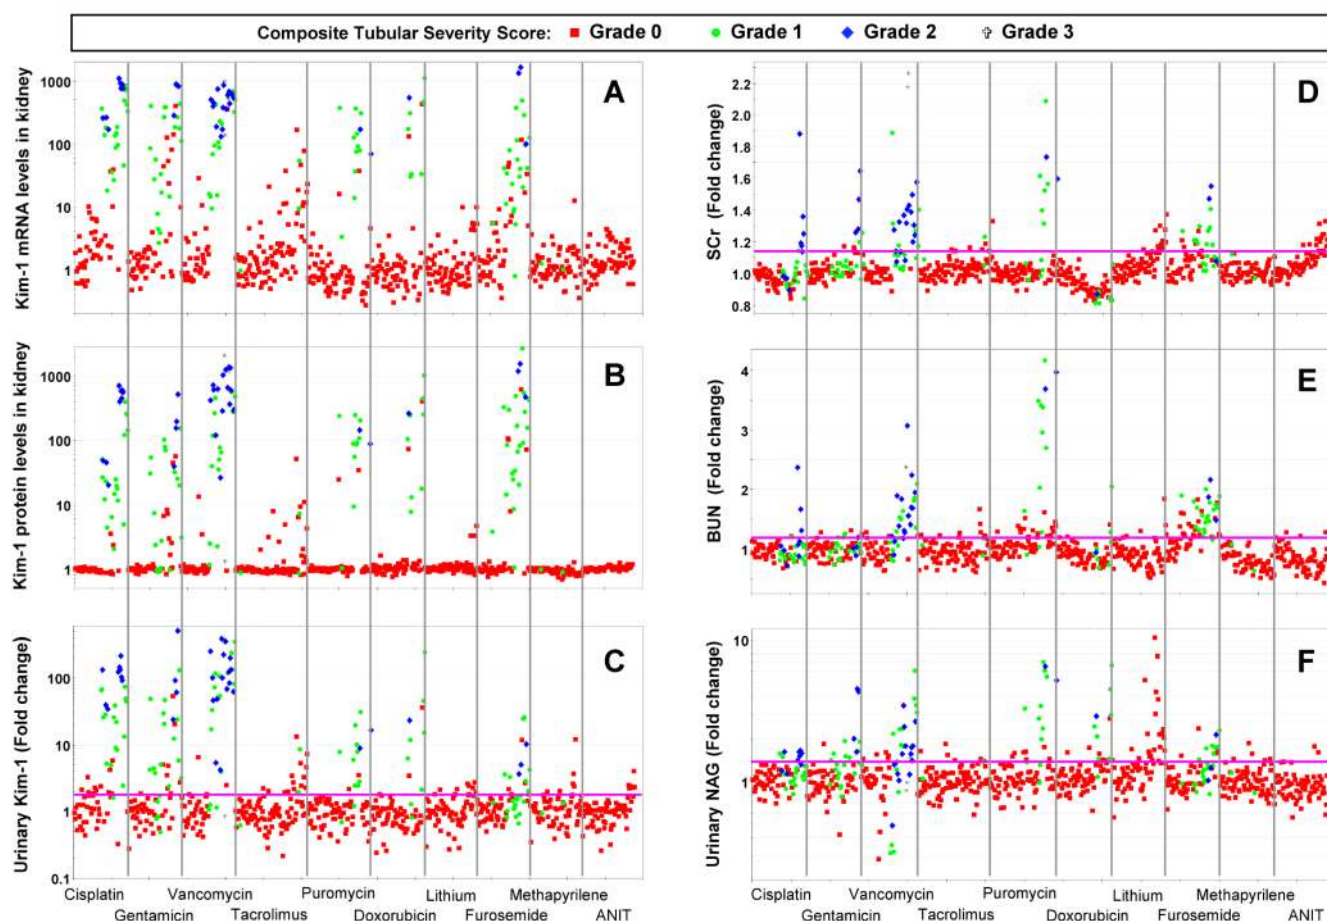 Composite Tubular Severity Score: Grade 0 Grade 1 Grade 2 Grade 3
A
Kim-1 mRNA levels in kidney
1000
100
10
1
B
Kim-1 protein levels in kidney
1000
100
10
1
C
Urinary Kim-1 (Fold change)
100
10
1
0.1
Cisplatin Vancomycin Puromycin Lithium Methapyrilene
Gentamicin Tacrolimus Doxorubicin Furosemide ANIT
D
SCr (Fold change)
2.2
2.0
1.8
1.6
1.4
1.2
1.0
0.8
E
BUN (Fold change)
4
3
2
1
F
Urinary NAG (Fold change)
10
1
Cisplatin Vancomycin Puromycin Lithium Methapyrilene
Gentamicin Tacrolimus Doxorubicin Furosemide ANIT